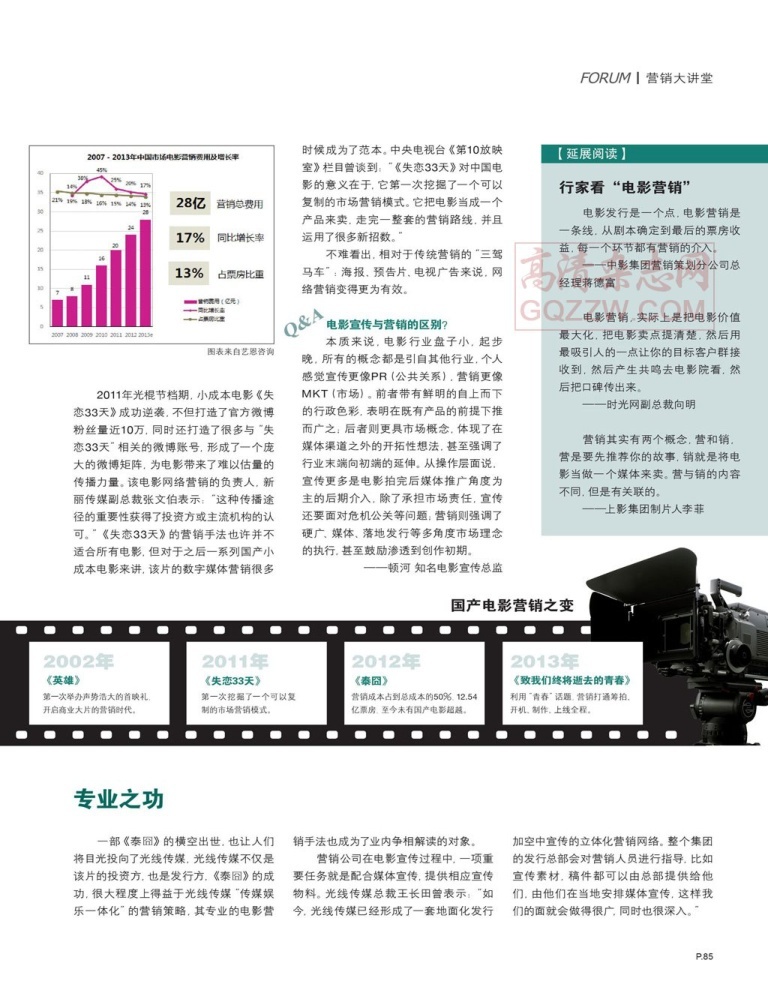 FORUM | 营销大讲堂
2007 - 2013年中国市场电影营销费用及增长率
40
35
30
25
20
15
10
5
0
14%
38%
45%
25%
20%
17%
21%
19%
18%
16%
15%
14%
13%
7
8
11
16
20
24
28
2007 2008 2009 2010 2011 2012 2013e
28亿 营销总费用
17% 同比增长率
13% 占票房比重
营销费用(亿元)
同比增长率
占票房比重
图表来自艺恩咨询
2011年光棍节档期,小成本电影《失
恋33天》成功逆袭,不但打造了官方微博
粉丝量近10万,同时还打造了很多与“失
恋33天”相关的微博账号,形成了一个庞
大的微博矩阵,为电影带来了难以估量的
传播力量。该电影网络营销的负责人,新
丽传媒副总裁张文伯表示:“这种传播途
径的重要性获得了投资方或主流机构的认
可。”《失恋33天》的营销手法也许并不
适合所有电影,但对于之后一系列国产小
成本电影来讲,该片的数字媒体营销很多
时候成为了范本。中央电视台《第10放映
室》栏目曾谈到:“《失恋33天》对中国电
影的意义在于,它第一次挖掘了一个可以
复制的市场营销模式。它把电影当成一个
产品来卖,走完一整套的营销路线,并且
运用了很多新招数。”
不难看出,相对于传统营销的“三驾
马车”:海报、预告片、电视广告来说,网
络营销变得更为有效。
Q&A
电影宣传与营销的区别?
本质来说,电影行业盘子小,起步
晚,所有的概念都是引自其他行业,个人
感觉宣传更像PR(公共关系),营销更像
MKT(市场)。前者带有鲜明的自上而下
的行政色彩,表明在既有产品的前提下推
而广之;后者则更具市场概念,体现了在
媒体渠道之外的开拓性想法,甚至强调了
行业末端向初端的延伸。从操作层面说,
宣传更多是电影拍完后媒体推广角度为
主的后期介入,除了承担市场责任,宣传
还要面对危机公关等问题;营销则强调了
硬广、媒体、落地发行等多角度市场理念
的执行,甚至鼓励渗透到创作初期。
——顿河 知名电影宣传总监
【延展阅读】
行家看“电影营销”
电影发行是一个点,电影营销是
一条线,从剧本确定到最后的票房收
益,每一个环节都有营销的介入。
——中影集团营销策划分公司总
经理蒋德富
电影营销,实际上是把电影价值
最大化,把电影卖点提清楚,然后用
最吸引人的一点让你的目标客户群接
收到,然后产生共鸣去电影院看,然
后把口碑传出来。
——时光网副总裁向明
营销其实有两个概念,营和销,
营是要先推荐你的故事,销就是将电
影当做一个媒体来卖。营与销的内容
不同,但是有关联的。
——上影集团制片人李菲
高清杂志网
GQZZW.COM
国产电影营销之变
2002年
《英雄》
第一次举办声势浩大的首映礼,
开启商业大片的营销时代。
2011年
《失恋33天》
第一次挖掘了一个可以复
制的市场营销模式。
2012年
《泰囧》
营销成本占到总成本的50%,12.54
亿票房,至今未有国产电影超越。
2013年
《致我们终将逝去的青春》
利用“青春”话题,营销打通筹拍、
开机、制作、上线全程。
专业之功
一部《泰囧》的横空出世,也让人们
将目光投向了光线传媒,光线传媒不仅是
该片的投资方,也是发行方,《泰囧》的成
功,很大程度上得益于光线传媒“传媒娱
乐一体化”的营销策略,其专业的电影营
销手法也成为了业内争相解读的对象。
营销公司在电影宣传过程中,一项重
要任务就是配合媒体宣传,提供相应宣传
物料。光线传媒总裁王长田曾表示:“如
今,光线传媒已经形成了一套地面化发行
加空中宣传的立体化营销网络。整个集团
的发行总部会对营销人员进行指导,比如
宣传素材,稿件都可以由总部提供给他
们,由他们在当地安排媒体宣传,这样我
们的面就会做得很广,同时也很深入。”
P.85